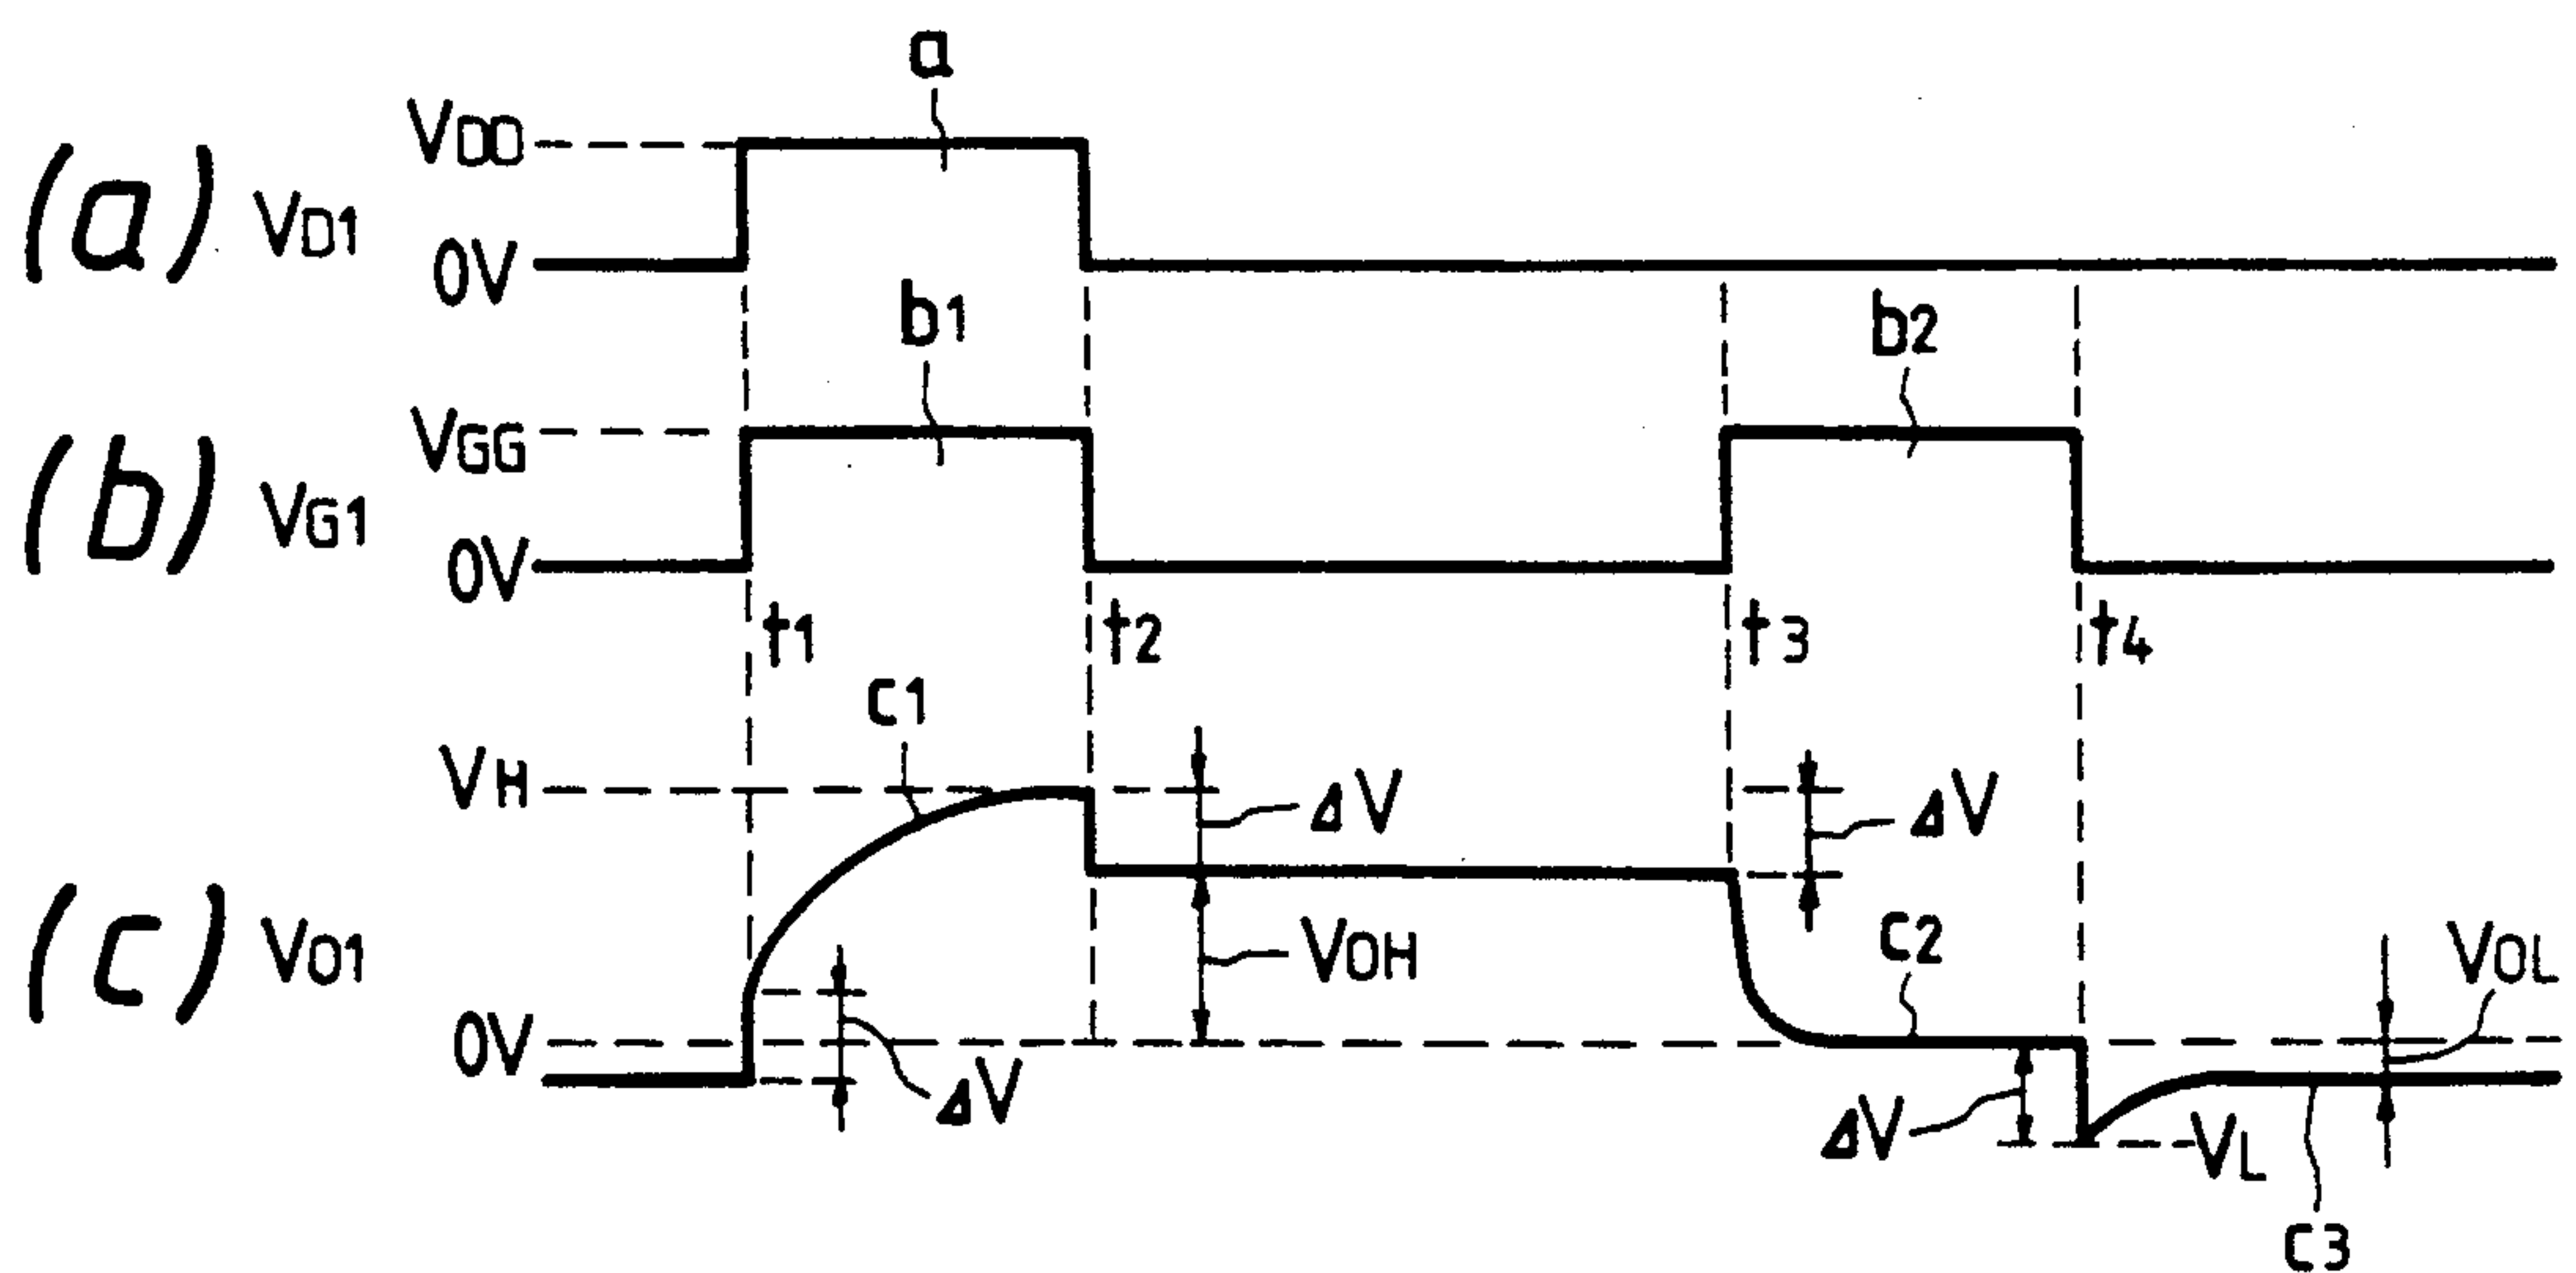 a
(a) VD1 VDD
0V
b1
b2
(b) VG1 VGG
0V
t1 t2 t3 t4
c1
VH
ΔV
ΔV
(c) VO1
c2
VOH
VOL
0V
ΔV
ΔV
VL
c3